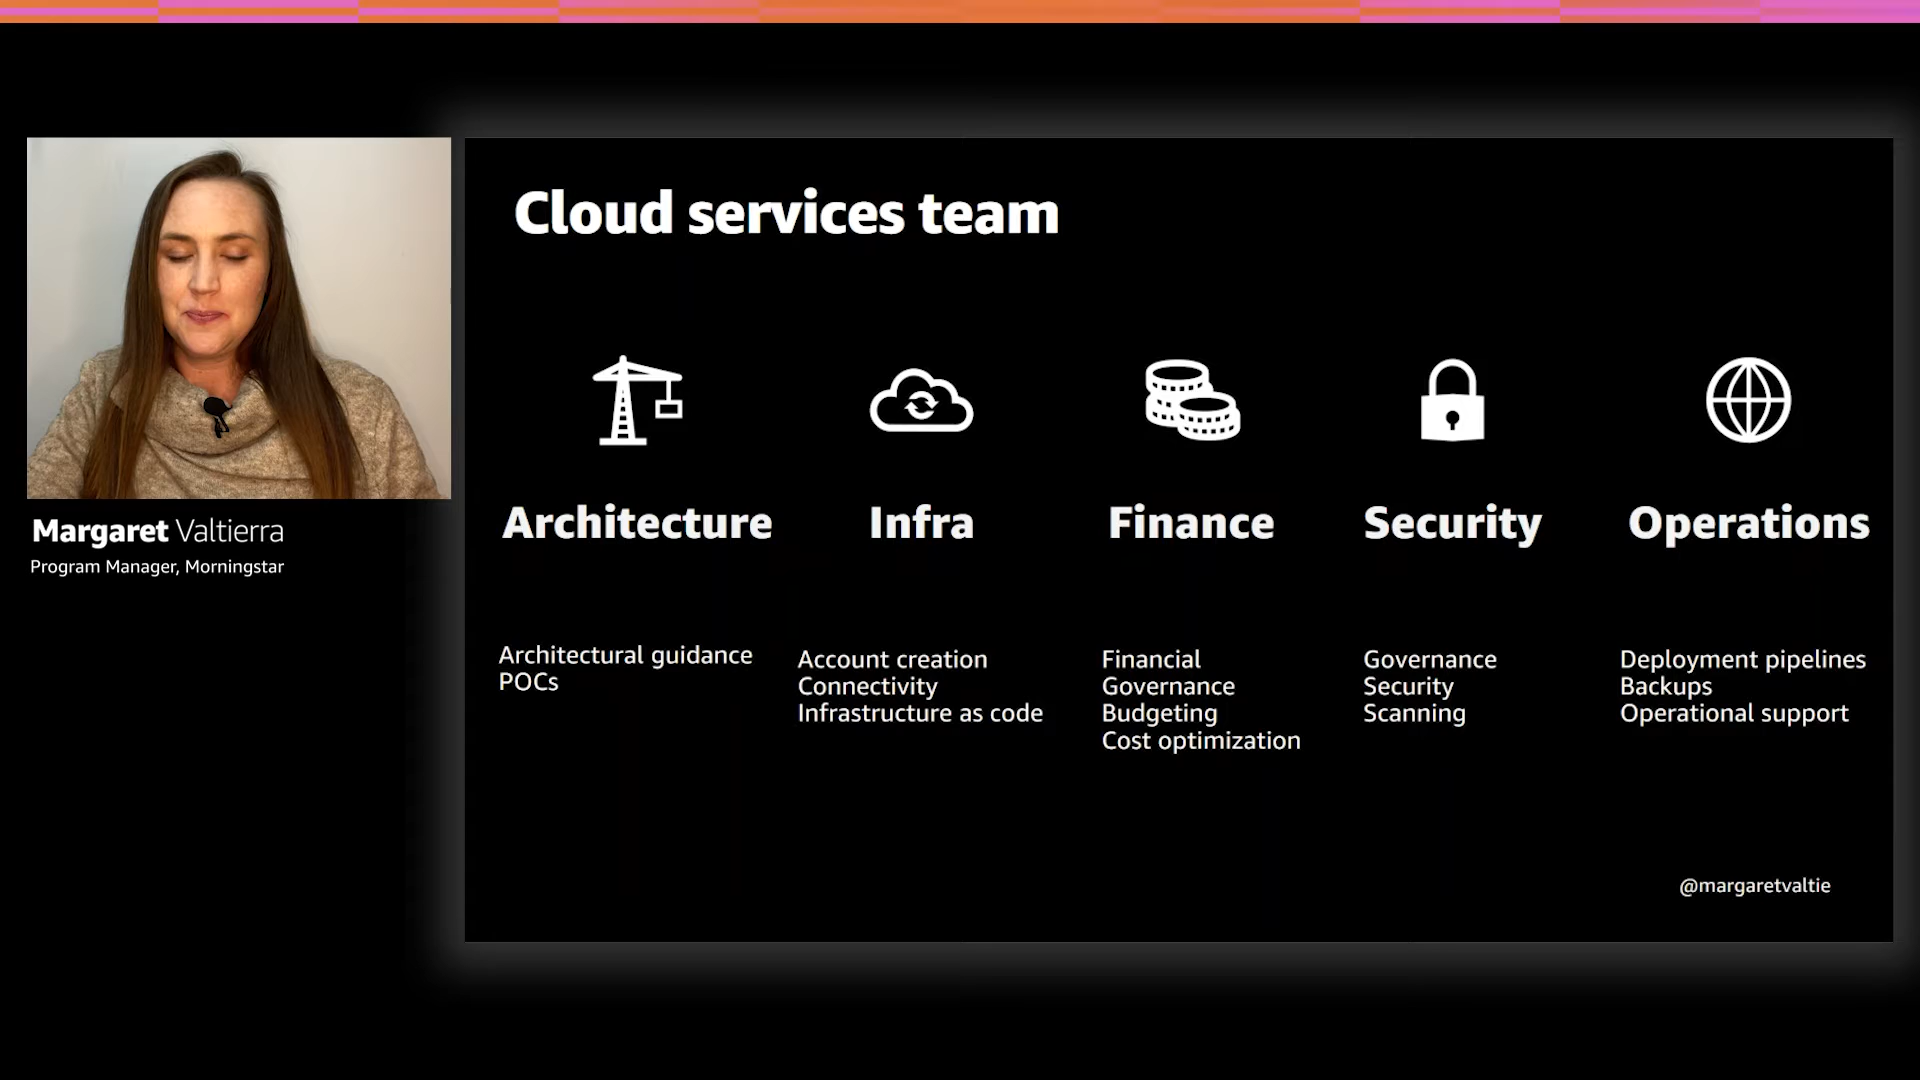 Cloud services team
Margaret Valtierra
Program Manager, Morningstar
Architecture
Infra
Finance
Security
Operations
Architectural guidance
POCs
Account creation
Connectivity
Infrastructure as code
Financial
Governance
Budgeting
Cost optimization
Governance
Security
Scanning
Deployment pipelines
Backups
Operational support
@margaretvaltie